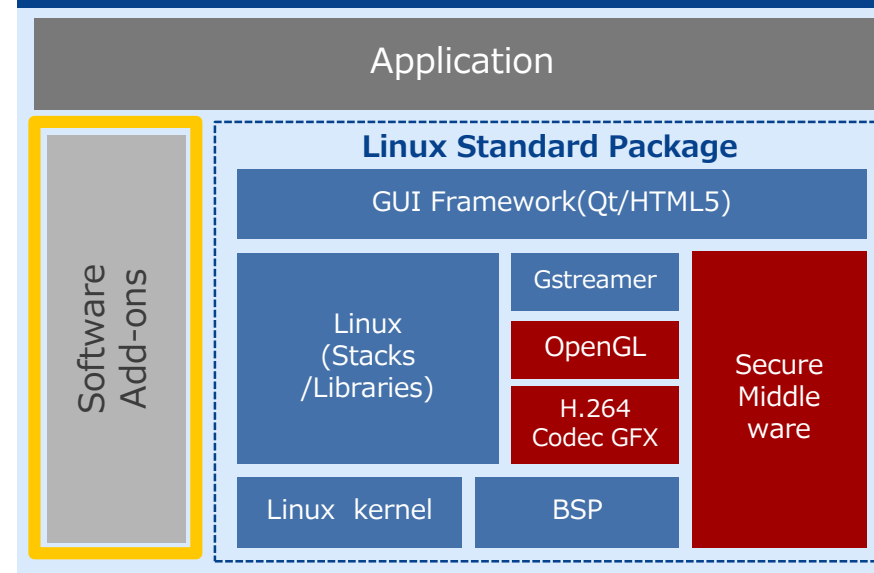 Application
Software
Add-ons
Linux Standard Package
GUI Framework(Qt/HTML5)
Linux
(Stacks
/Libraries)
Gstreamer
OpenGL
H.264
Codec GFX
Secure
Middle
ware
Linux kernel
BSP